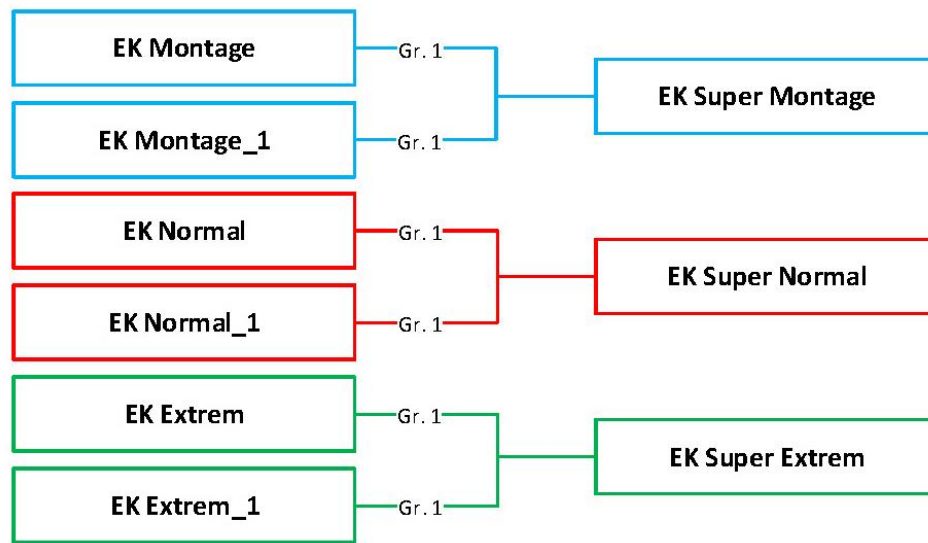 EK Montage
Gr. 1
EK Super Montage
EK Montage_1
Gr. 1
EK Normal
Gr. 1
EK Super Normal
EK Normal_1
Gr. 1
EK Extrem
Gr. 1
EK Super Extrem
EK Extrem_1
Gr. 1